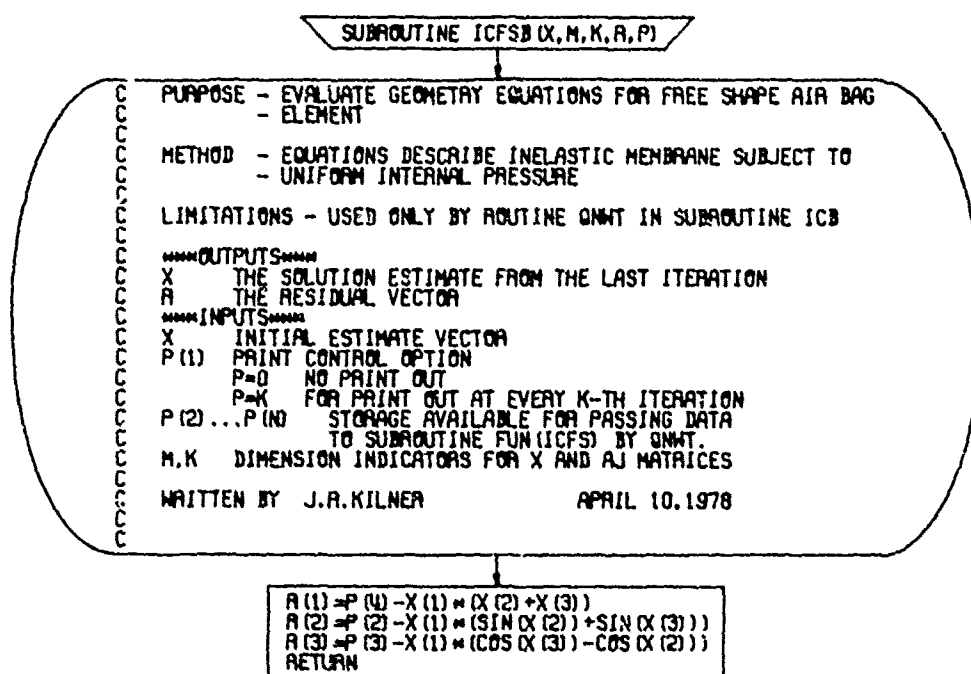 SUBROUTINE ICFSB(X,M,K,R,P)
C PURPOSE - EVALUATE GEOMETRY EQUATIONS FOR FREE SHAPE AIR BAG
C - ELEMENT
C
C METHOD - EQUATIONS DESCRIBE INELASTIC MEMBRANE SUBJECT TO
C - UNIFORM INTERNAL PRESSURE
C
C LIMITATIONS - USED ONLY BY ROUTINE QNWT IN SUBROUTINE ICB
C
C ***OUTPUTS***
C X THE SOLUTION ESTIMATE FROM THE LAST ITERATION
C R THE RESIDUAL VECTOR
C ***INPUTS***
C X INITIAL ESTIMATE VECTOR
C P(1) PRINT CONTROL OPTION
C P=0 NO PRINT OUT
C P=K FOR PRINT OUT AT EVERY K-TH ITERATION
C P(2)...P(N) STORAGE AVAILABLE FOR PASSING DATA
C TO SUBROUTINE FUN(ICFS) BY QNWT.
C M,K DIMENSION INDICATORS FOR X AND AJ MATRICES
C
C WRITTEN BY J.R.KILNER APRIL 10.1978
C
C
R(1)=P(4)-X(1)*(X(2)+X(3))
R(2)=P(2)-X(1)*(SIN(X(2))+SIN(X(3)))
R(3)=P(3)-X(1)*(COS(X(3))-COS(X(2)))
RETURN